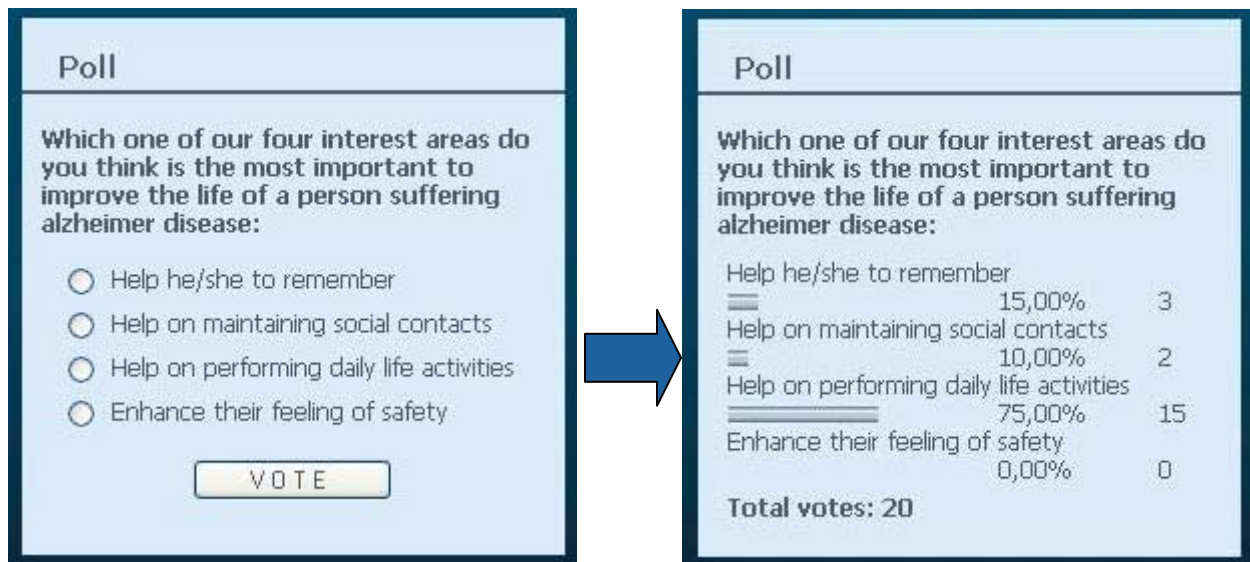 Poll
Which one of our four interest areas do
you think is the most important to
improve the life of a person suffering
alzheimer disease:
Help he/she to remember
Help on maintaining social contacts
Help on performing daily life activities
Enhance their feeling of safety
VOTE
Poll
Which one of our four interest areas do
you think is the most important to
improve the life of a person suffering
alzheimer disease:
Help he/she to remember
15,00% 3
Help on maintaining social contacts
10,00% 2
Help on performing daily life activities
75,00% 15
Enhance their feeling of safety
0,00% 0
Total votes: 20